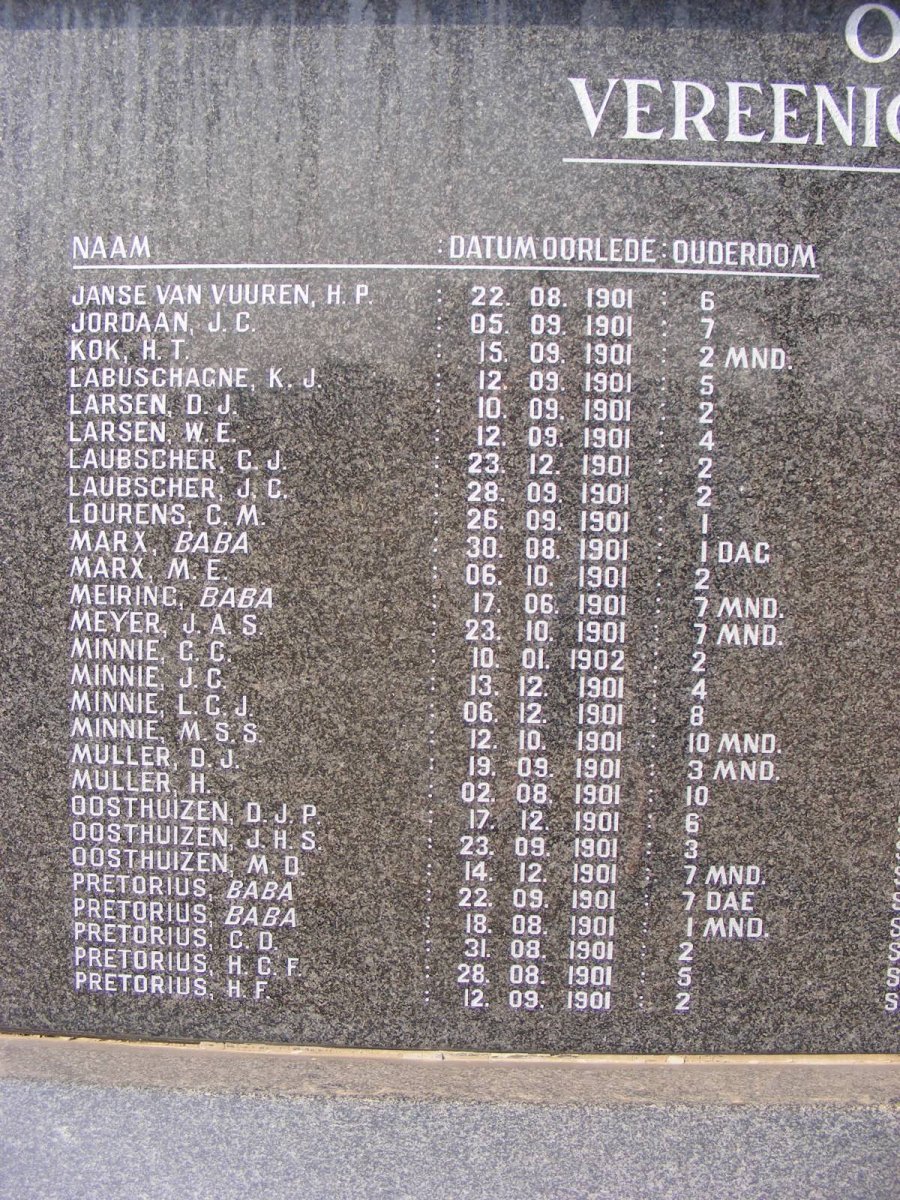 O
VEREENIG
NAAM : DATUM OORLEDE : OUDERDOM
JANSE VAN VUUREN, H. P. : 22. 08. 1901 : 6
JORDAAN, J. C. : 05. 09. 1901 : 7
KOK, H. T. : 15. 09. 1901 : 2 MND.
LABUSCHAGNE, K. J. : 12. 09. 1901 : 5
LARSEN, D. J. : 10. 09. 1901 : 2
LARSEN, W. E. : 12. 09. 1901 : 4
LAUBSCHER, C. J. : 23. 12. 1901 : 2
LAUBSCHER, J. C. : 28. 09. 1901 : 2
LOURENS, C. M. : 26. 09. 1901 : 1
MARX, BABA : 30. 08. 1901 : 1 DAG
MARX, M. E. : 06. 10. 1901 : 2
MEIRING, BABA : 17. 06. 1901 : 7 MND.
MEYER, J. A. S. : 23. 10. 1901 : 7 MND.
MINNIE, C. C. : 10. 01. 1902 : 2
MINNIE, J. C. : 13. 12. 1901 : 4
MINNIE, L. C. J. : 06. 12. 1901 : 8
MINNIE, M. S. S. : 12. 10. 1901 : 10 MND.
MULLER, D. J. : 19. 09. 1901 : 3 MND.
MULLER, H. : 02. 08. 1901 : 10
OOSTHUIZEN, D. J. P. : 17. 12. 1901 : 6
OOSTHUIZEN, J. H. S. : 23. 09. 1901 : 3
OOSTHUIZEN, M. D. : 14. 12. 1901 : 7 MND.
PRETORIUS, BABA : 22. 09. 1901 : 7 DAE
PRETORIUS, BABA : 18. 08. 1901 : 1 MND.
PRETORIUS, C. D. : 31. 08. 1901 : 2
PRETORIUS, H. C. F. : 28. 08. 1901 : 5
PRETORIUS, H. F. : 12. 09. 1901 : 2